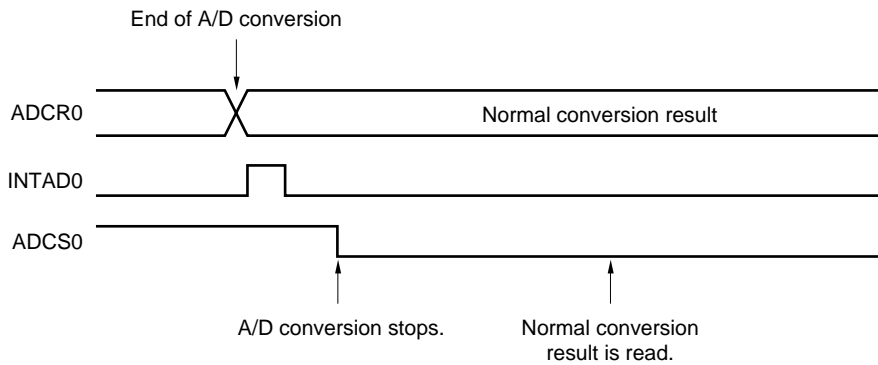 End of A/D conversion
ADCR0
Normal conversion result
INTAD0
ADCS0
A/D conversion stops.
Normal conversion
result is read.